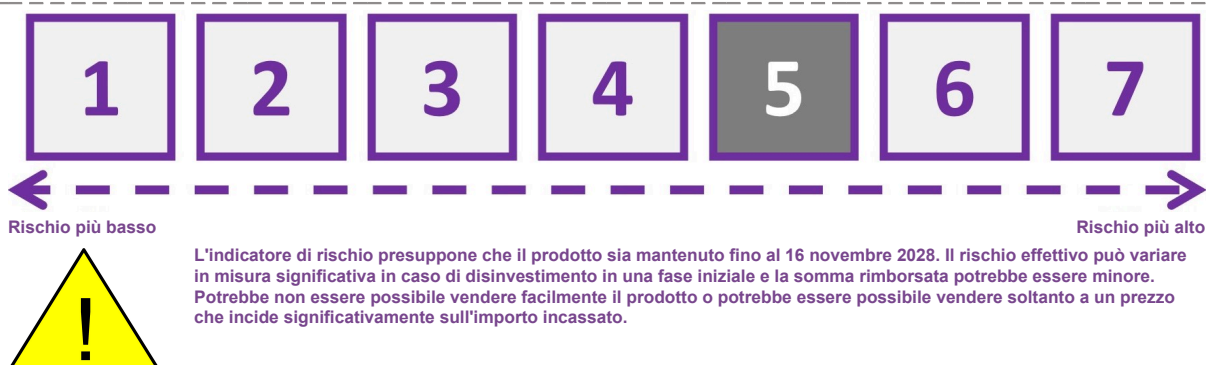 1 2 3 4 5 6 7
Rischio più basso Rischio più alto
L'indicatore di rischio presuppone che il prodotto sia mantenuto fino al 16 novembre 2028. Il rischio effettivo può variare
in misura significativa in caso di disinvestimento in una fase iniziale e la somma rimborsata potrebbe essere minore.
Potrebbe non essere possibile vendere facilmente il prodotto o potrebbe essere possibile vendere soltanto a un prezzo
che incide significativamente sull'importo incassato.
!